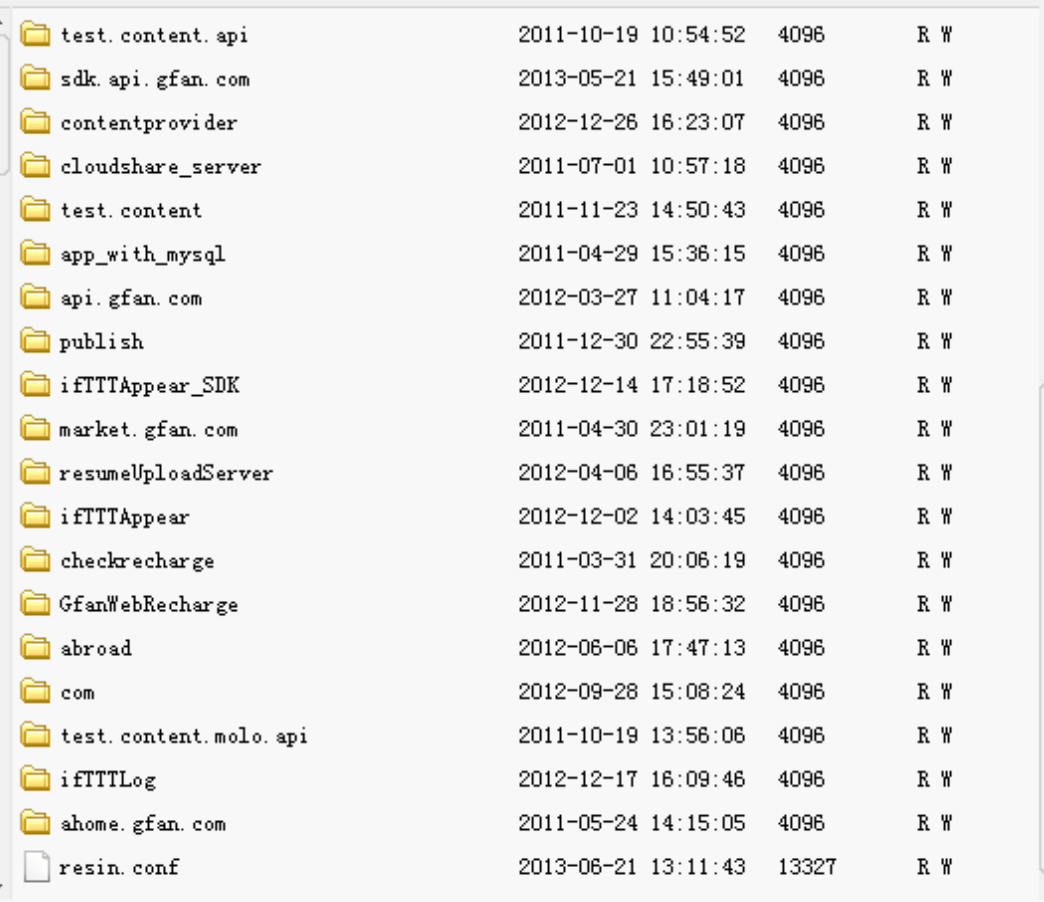 test.content.api 2011-10-19 10:54:52 4096 R W
sdk.api.gfan.com 2013-05-21 15:49:01 4096 R W
contentprovider 2012-12-26 16:23:07 4096 R W
cloudshare_server 2011-07-01 10:57:18 4096 R W
test.content 2011-11-23 14:50:43 4096 R W
app_with_mysql 2011-04-29 15:36:15 4096 R W
api.gfan.com 2012-03-27 11:04:17 4096 R W
publish 2011-12-30 22:55:39 4096 R W
ifTTTAppear_SDK 2012-12-14 17:18:52 4096 R W
market.gfan.com 2011-04-30 23:01:19 4096 R W
resumeUploadServer 2012-04-06 16:55:37 4096 R W
ifTTTAppear 2012-12-02 14:03:45 4096 R W
checkrecharge 2011-03-31 20:06:19 4096 R W
GfanWebRecharge 2012-11-28 18:56:32 4096 R W
abroad 2012-06-06 17:47:13 4096 R W
com 2012-09-28 15:08:24 4096 R W
test.content.molo.api 2011-10-19 13:56:06 4096 R W
ifTTTLog 2012-12-17 16:09:46 4096 R W
ahome.gfan.com 2011-05-24 14:15:05 4096 R W
resin.conf 2013-06-21 13:11:43 13327 R W